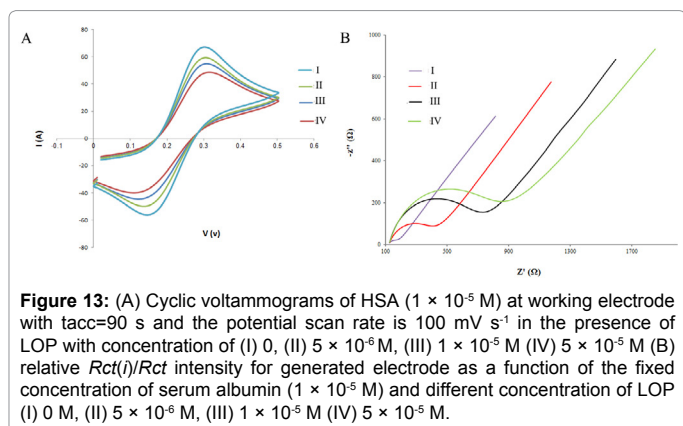 A
B
80
60
40
20
0
-20
-40
-60
-80
I (A)
-0.1
0
0.1
0.2
0.3
0.4
0.5
0.6
V (v)
I
II
III
IV
1000
800
600
400
200
0
-z'' (Ω)
100
300
900
1300
1700
Z' (Ω)
I
II
III
IV
Figure 13: (A) Cyclic voltammograms of HSA (1 × 10⁻⁵ M) at working electrode
with tacc=90 s and the potential scan rate is 100 mV s⁻¹ in the presence of
LOP with concentration of (I) 0, (II) 5 × 10⁻⁶ M, (III) 1 × 10⁻⁵ M (IV) 5 × 10⁻⁵ M (B)
relative Rct(i)/Rct intensity for generated electrode as a function of the fixed
concentration of serum albumin (1 × 10⁻⁵ M) and different concentration of LOP
(I) 0 M, (II) 5 × 10⁻⁶ M, (III) 1 × 10⁻⁵ M (IV) 5 × 10⁻⁵ M.